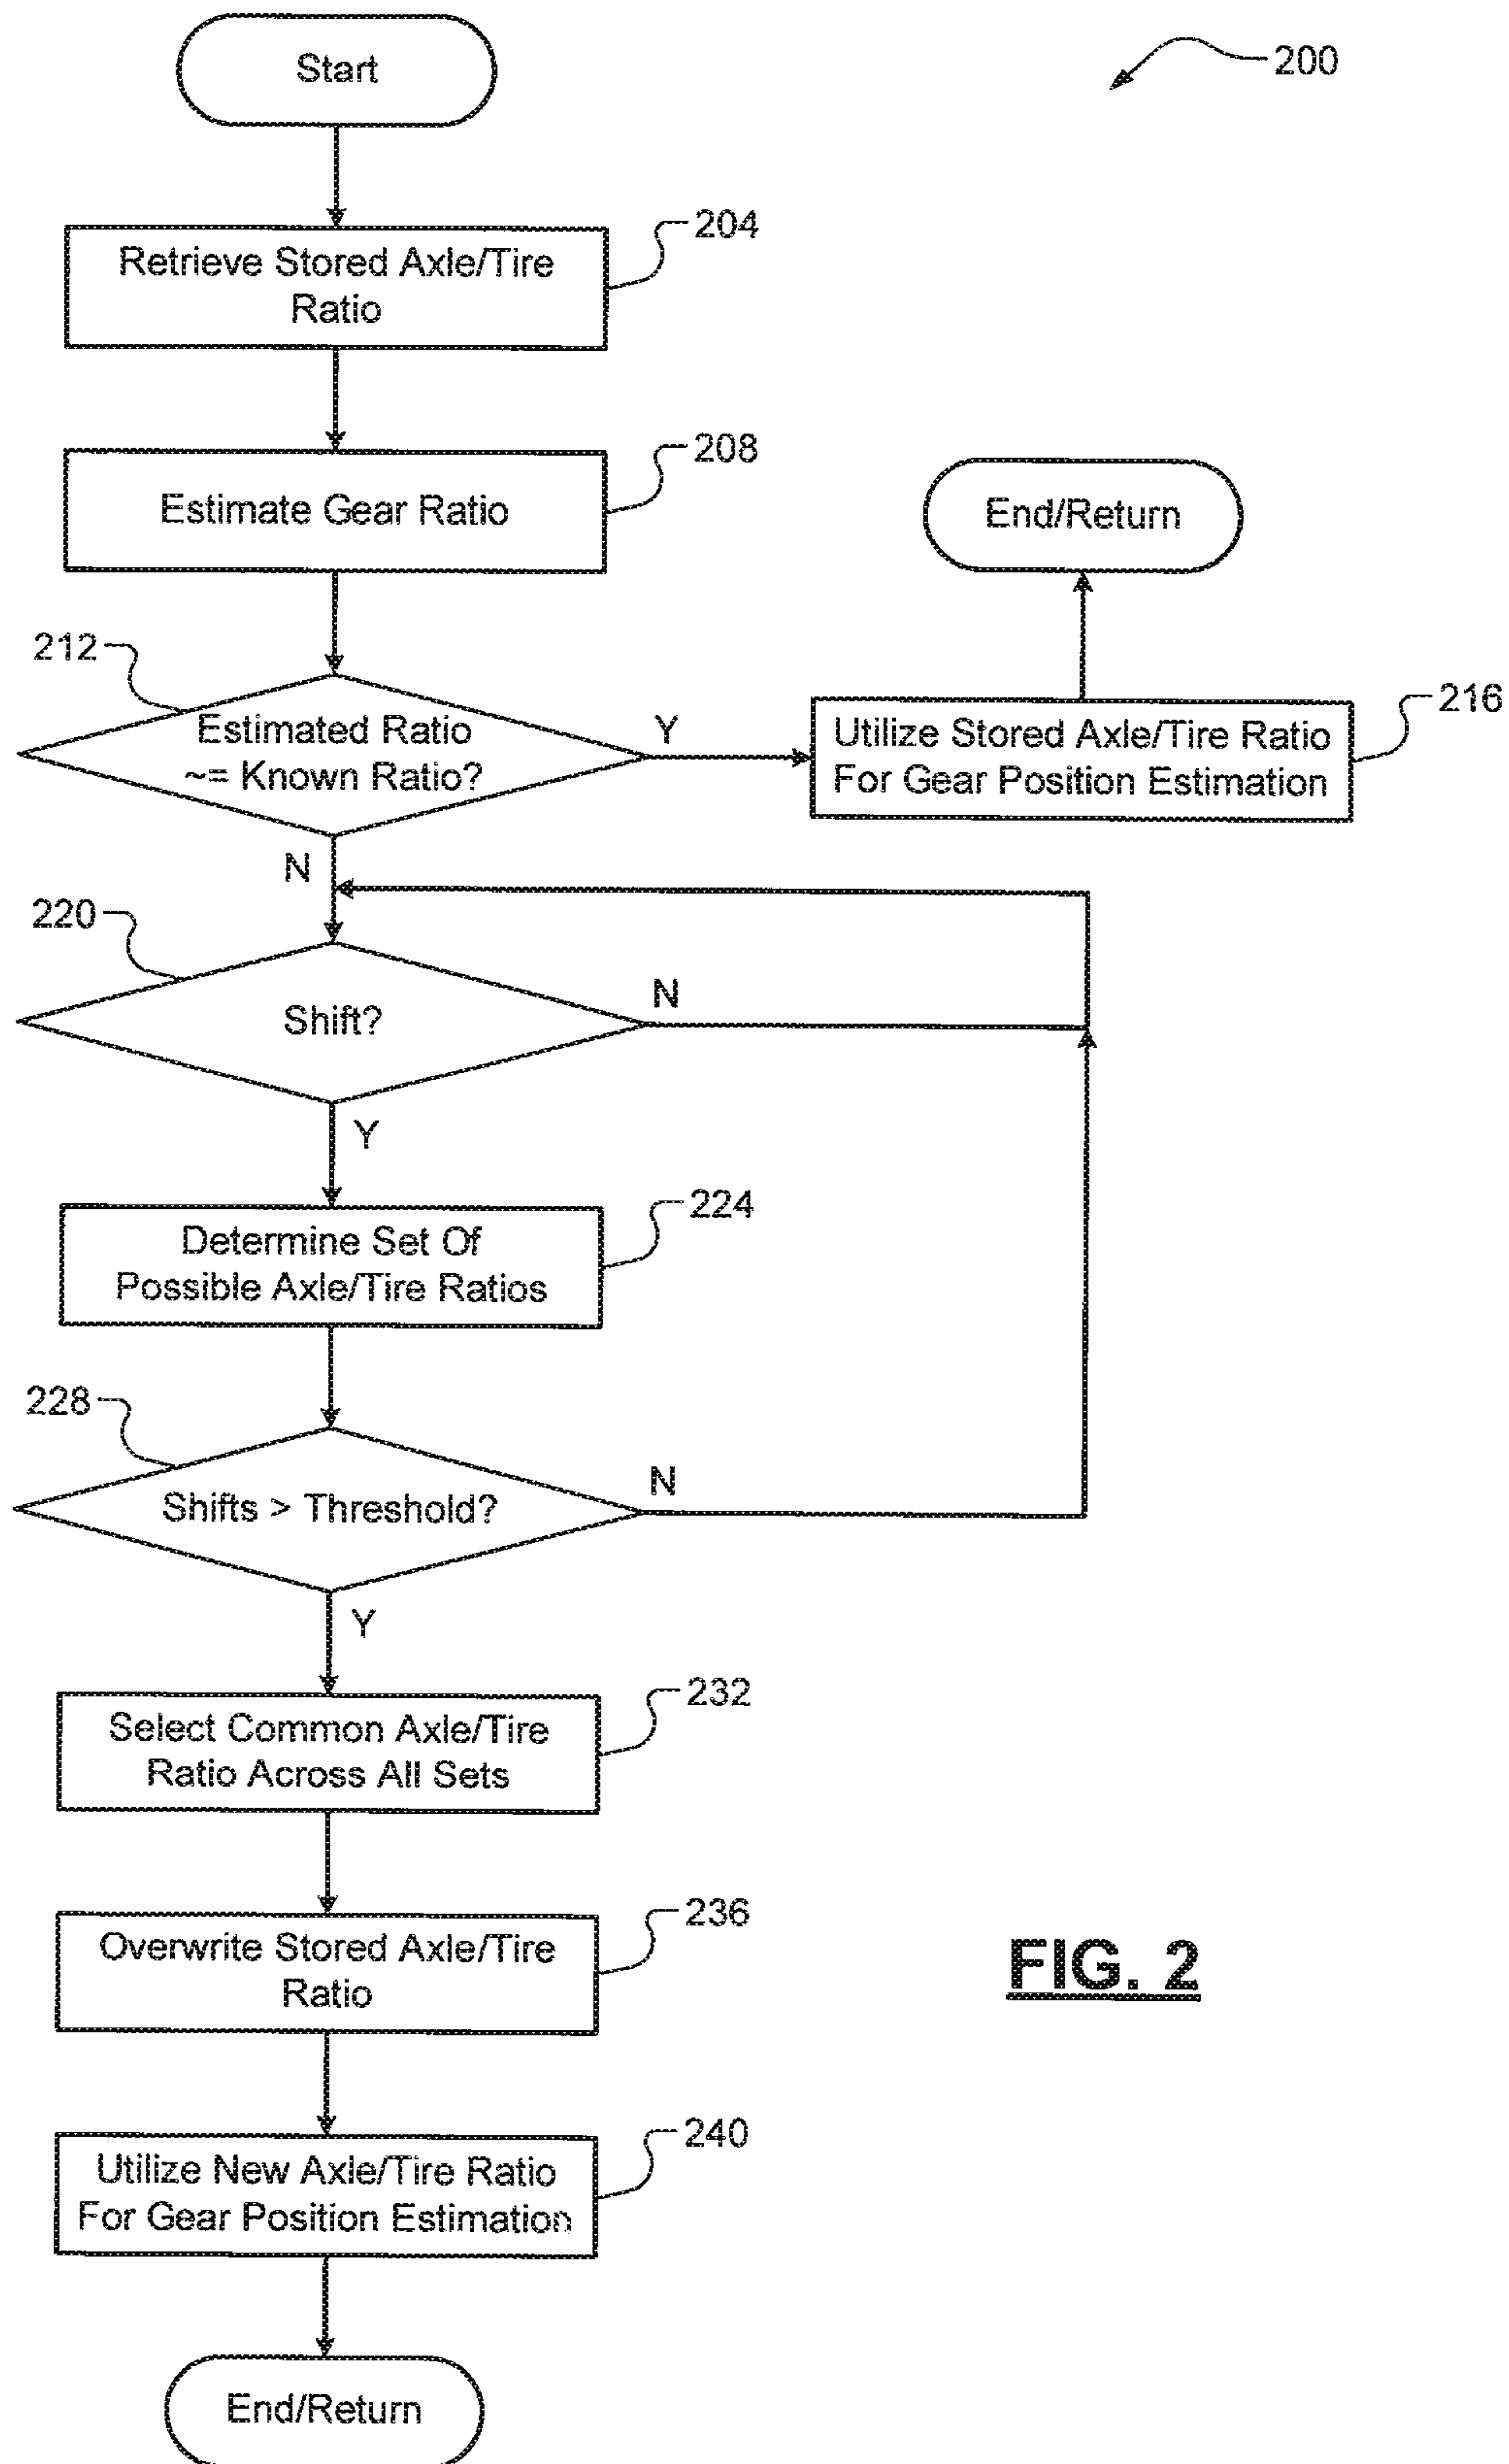 Start
200
204
Retrieve Stored Axle/Tire
Ratio
208
Estimate Gear Ratio
End/Return
212
Estimated Ratio
~= Known Ratio?
Y
216
Utilize Stored Axle/Tire Ratio
For Gear Position Estimation
N
220
Shift?
N
Y
224
Determine Set Of
Possible Axle/Tire Ratios
228
Shifts > Threshold?
N
Y
232
Select Common Axle/Tire
Ratio Across All Sets
236
Overwrite Stored Axle/Tire
Ratio
FIG. 2
240
Utilize New Axle/Tire Ratio
For Gear Position Estimation
End/Return